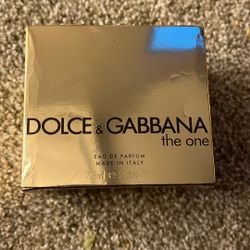 DOLCE & GABBANA
the one
EAU DE PARFUM
MADE IN ITALY